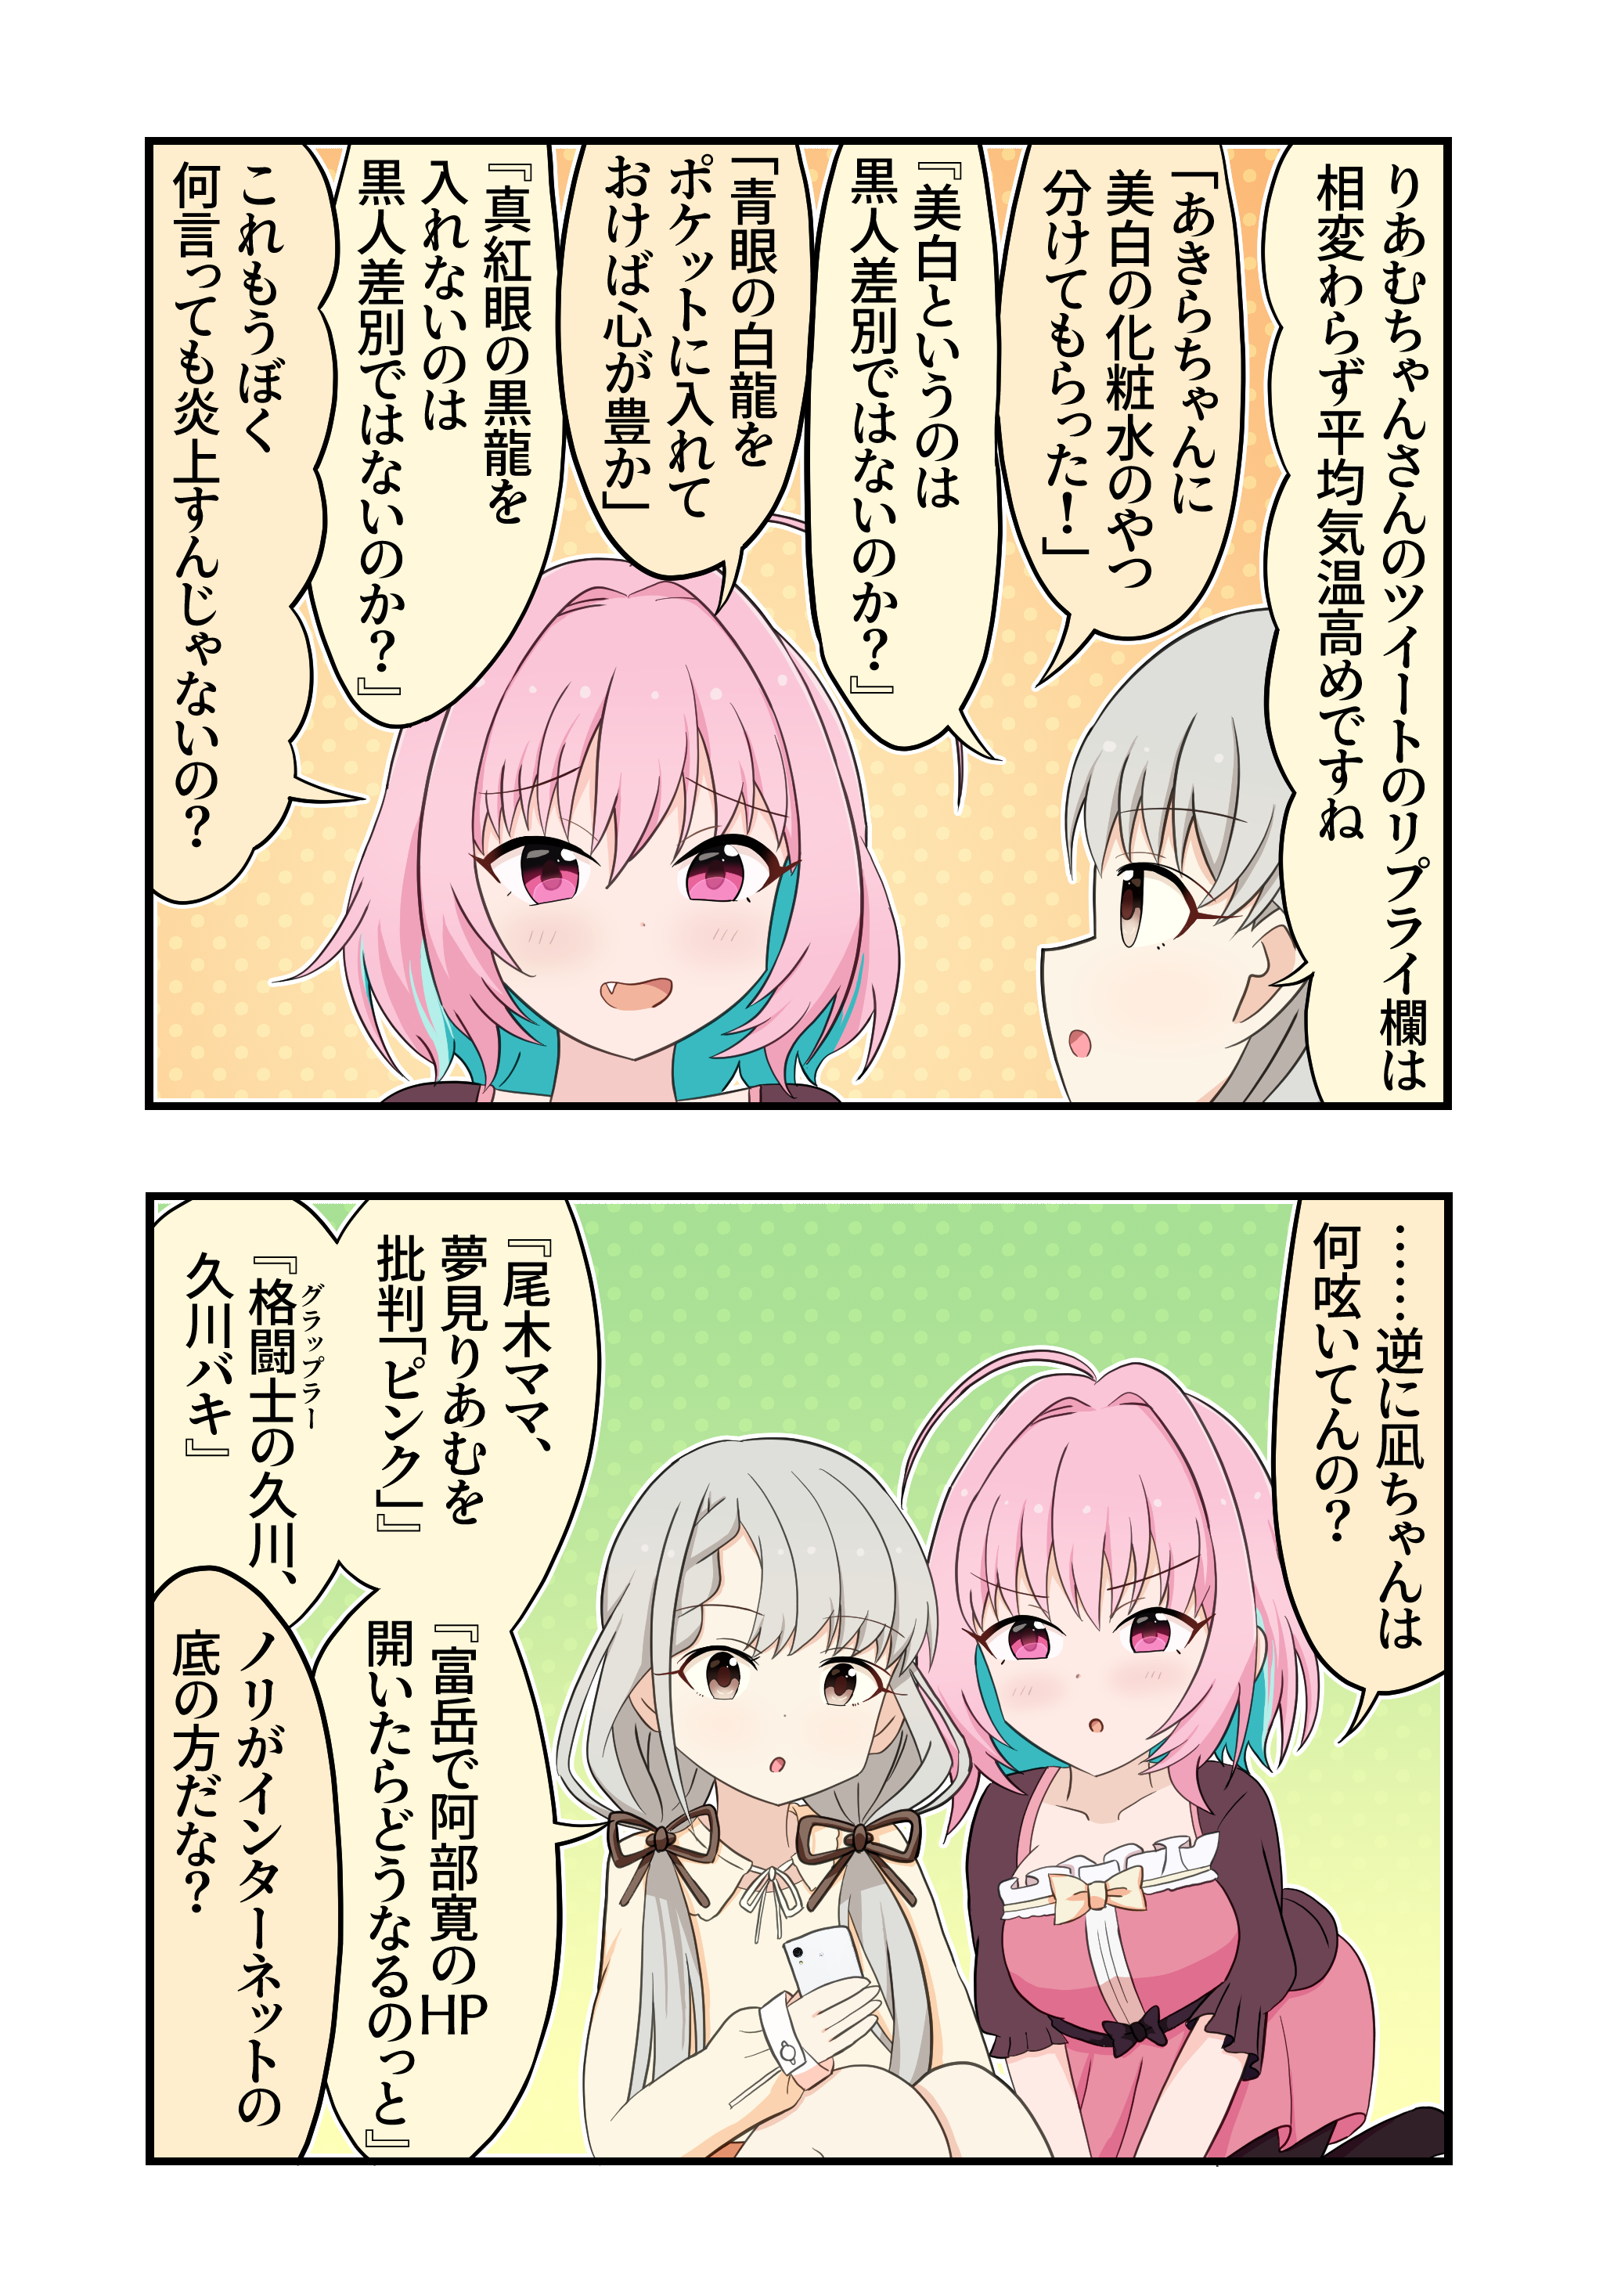 りあむちゃんさんのツイートのリプライ欄は
相変わらず平均気温高めですね
「あきらちゃんに
美白の化粧水のやつ
分けてもらった！」
『美白というのは
黒人差別ではないのか？』
「青眼の白龍を
ポケットに入れて
おけば心が豊か」
『真紅眼の黒龍を
入れないのは
黒人差別ではないのか？』
これもうぼく
何言っても炎上すんじゃないの？
……逆に凪ちゃんは
何呟いてんの？
『尾木ママ、
夢見りあむを
批判「ピンク」』
『格闘士の久川、
グラップラー
久川バキ』
『富岳で阿部寛のHP
開いたらどうなるのっと』
ノリがインターネットの
底の方だな？